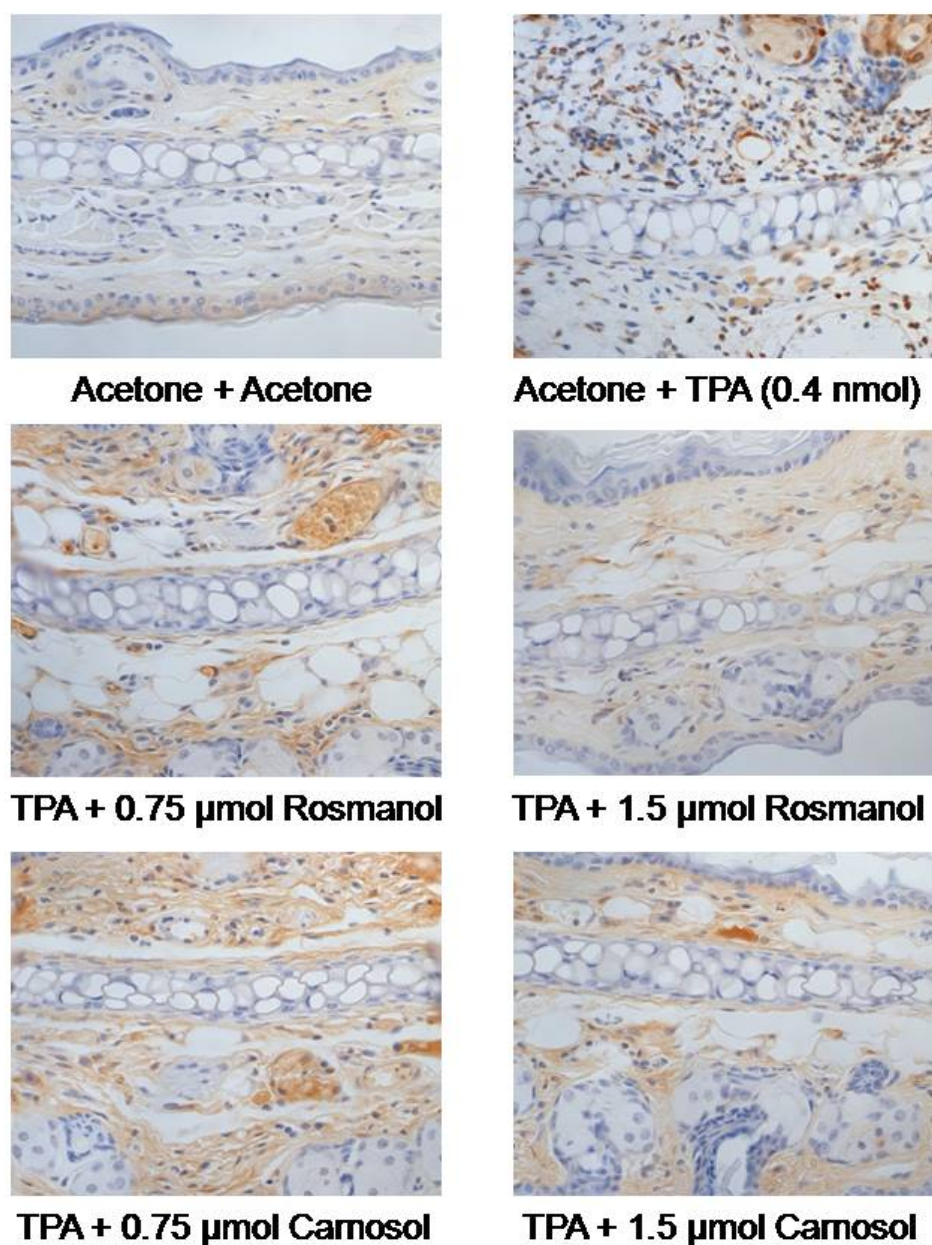 Acetone + Acetone
Acetone + TPA (0.4 nmol)
TPA + 0.75 µmol Rosmanol
TPA + 1.5 µmol Rosmanol
TPA + 0.75 µmol Carnosol
TPA + 1.5 µmol Carnosol